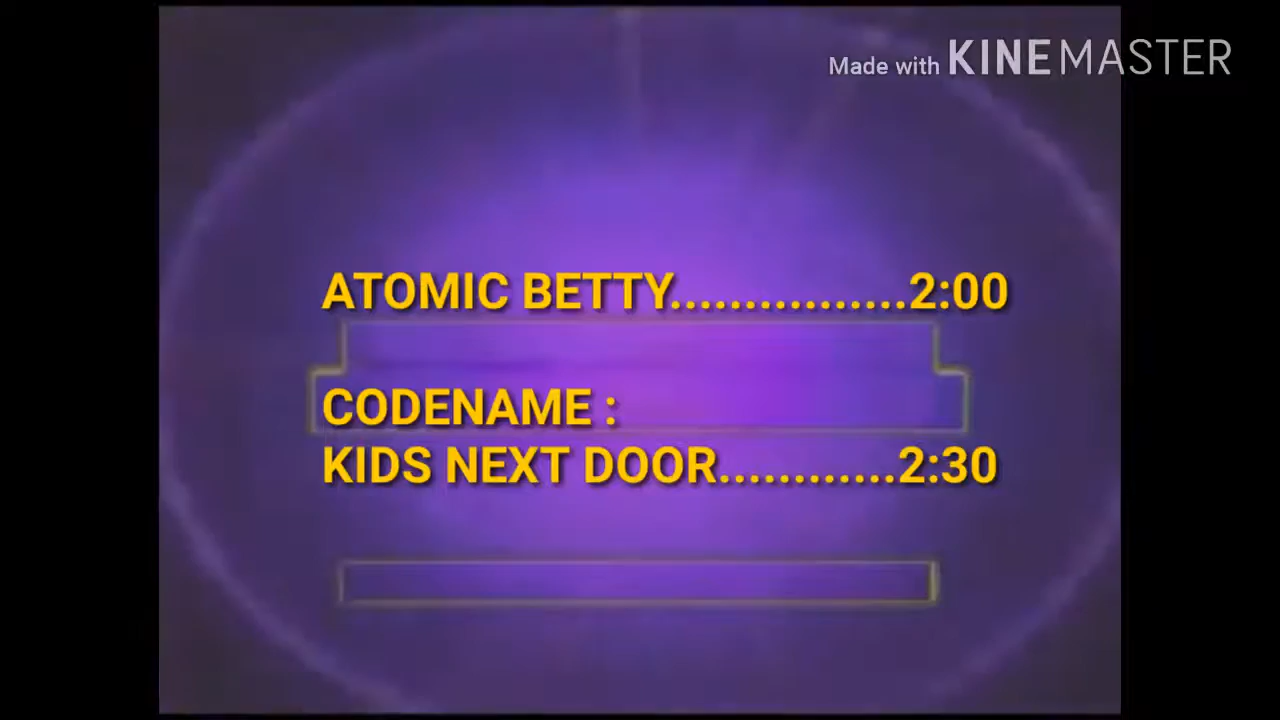 Made with KINEMASTER
ATOMIC BETTY................2:00
CODENAME :
KIDS NEXT DOOR............2:30